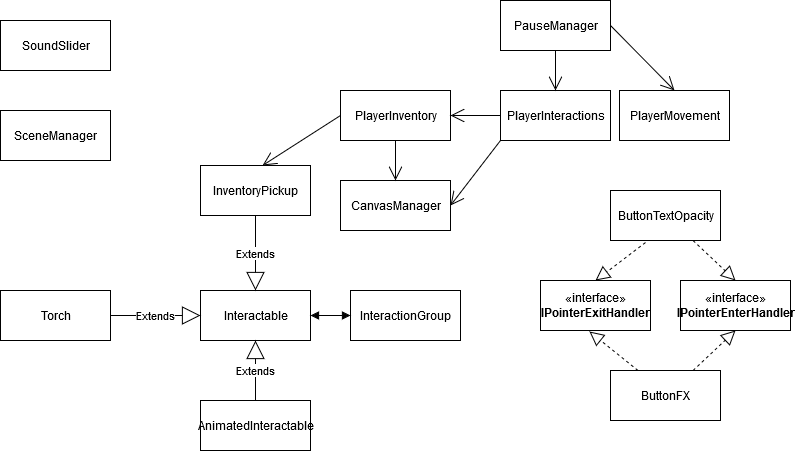 PauseManager
SoundSlider
PlayerInventory
PlayerInteractions
PlayerMovement
SceneManager
InventoryPickup
CanvasManager
ButtonTextOpacity
Extends
«interface»
IPointerExitHandler
«interface»
IPointerEnterHandler
Torch
Extends
Interactable
InteractionGroup
Extends
ButtonFX
AnimatedInteractable